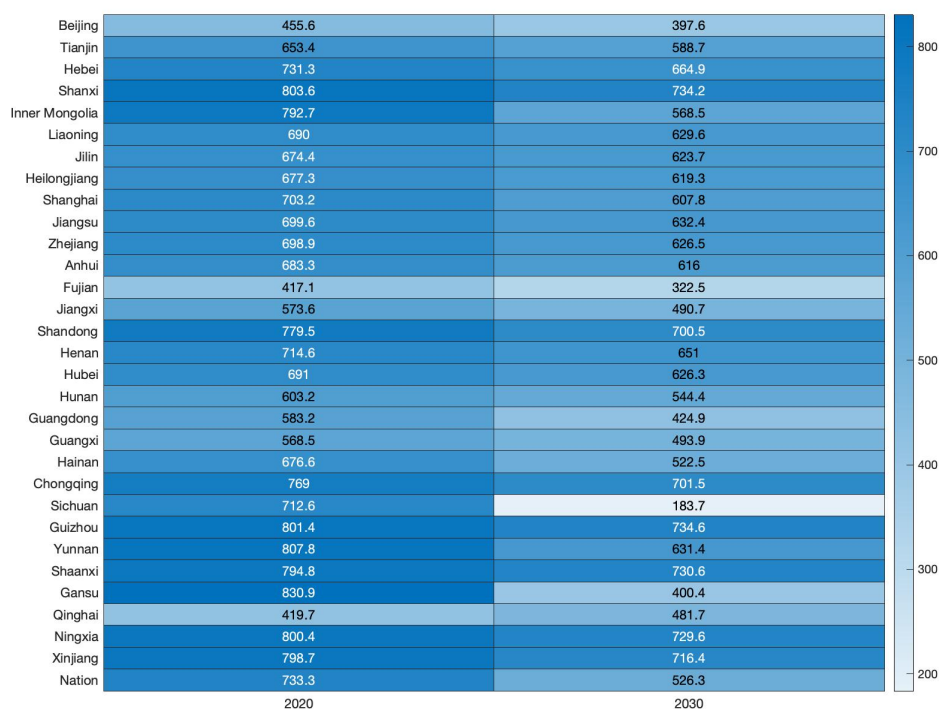 Beijing 455.6 397.6 800
Tianjin 653.4 588.7
Hebei 731.3 664.9
Shanxi 803.6 734.2
Inner Mongolia 792.7 568.5
Liaoning 690 629.6
Jilin 674.4 623.7 700
Heilongjiang 677.3 619.3
Shanghai 703.2 607.8
Jiangsu 699.6 632.4
Zhejiang 698.9 626.5
Anhui 683.3 616 600
Fujian 417.1 322.5
Jiangxi 573.6 490.7
Shandong 779.5 700.5
Henan 714.6 651 500
Hubei 691 626.3
Hunan 603.2 544.4
Guangdong 583.2 424.9
Guangxi 568.5 493.9
Hainan 676.6 522.5 400
Chongqing 769 701.5
Sichuan 712.6 183.7
Guizhou 801.4 734.6
Yunnan 807.8 631.4
Shaanxi 794.8 730.6 300
Gansu 830.9 400.4
Qinghai 419.7 481.7
Ningxia 800.4 729.6
Xinjiang 798.7 716.4 200
Nation 733.3 526.3
2020 2030